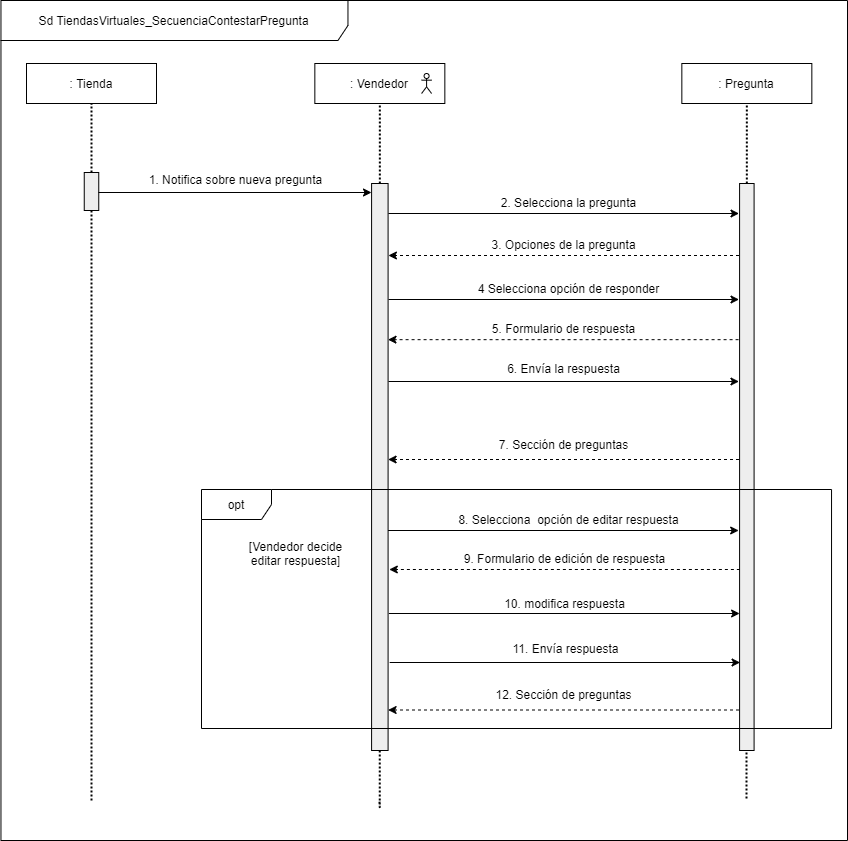 Sd TiendasVirtuales_SecuenciaContestarPregunta
: Tienda
: Vendedor
: Pregunta
1. Notifica sobre nueva pregunta
2. Selecciona la pregunta
3. Opciones de la pregunta
4 Selecciona opción de responder
5. Formulario de respuesta
6. Envía la respuesta
7. Sección de preguntas
opt
8. Selecciona  opción de editar respuesta
[Vendedor decide
editar respuesta]
9. Formulario de edición de respuesta
10. modifica respuesta
11. Envía respuesta
12. Sección de preguntas